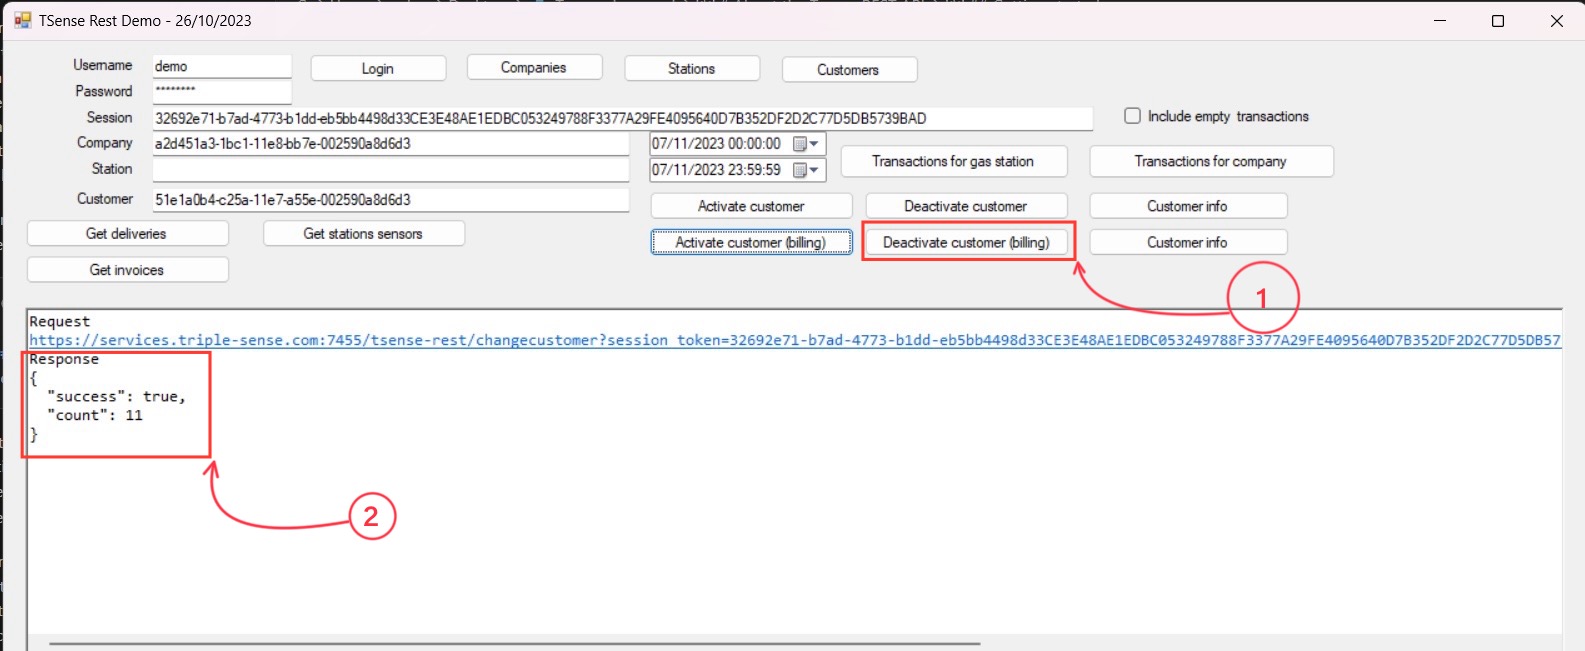 TSense Rest Demo - 26/10/2023
Username demo Login Companies Stations Customers
Password ********
Session 32692e71-b7ad-4773-b1dd-eb5bb4498d33CE3E48AE1EDBC053249788F3377A29FE4095640D7B352DF2D2C77D5DB5739BAD Include empty transactions
Company a2d451a3-1bc1-11e8-bb7e-002590a8d6d3 07/11/2023 00:00:00
Station 07/11/2023 23:59:59 Transactions for gas station Transactions for company
Customer 51e1a0b4-c25a-11e7-a55e-002590a8d6d3 Activate customer Deactivate customer Customer info
Get deliveries Get stations sensors Activate customer (billing) Deactivate customer (billing) Customer info
Get invoices
1
Request
https://services.triple-sense.com:7455/tsense-rest/changecustomer?session_token=32692e71-b7ad-4773-b1dd-eb5bb4498d33CE3E48AE1EDBC053249788F3377A29FE4095640D7B352DF2D2C77D5DB57
Response
{
"success": true,
"count": 11
}
2